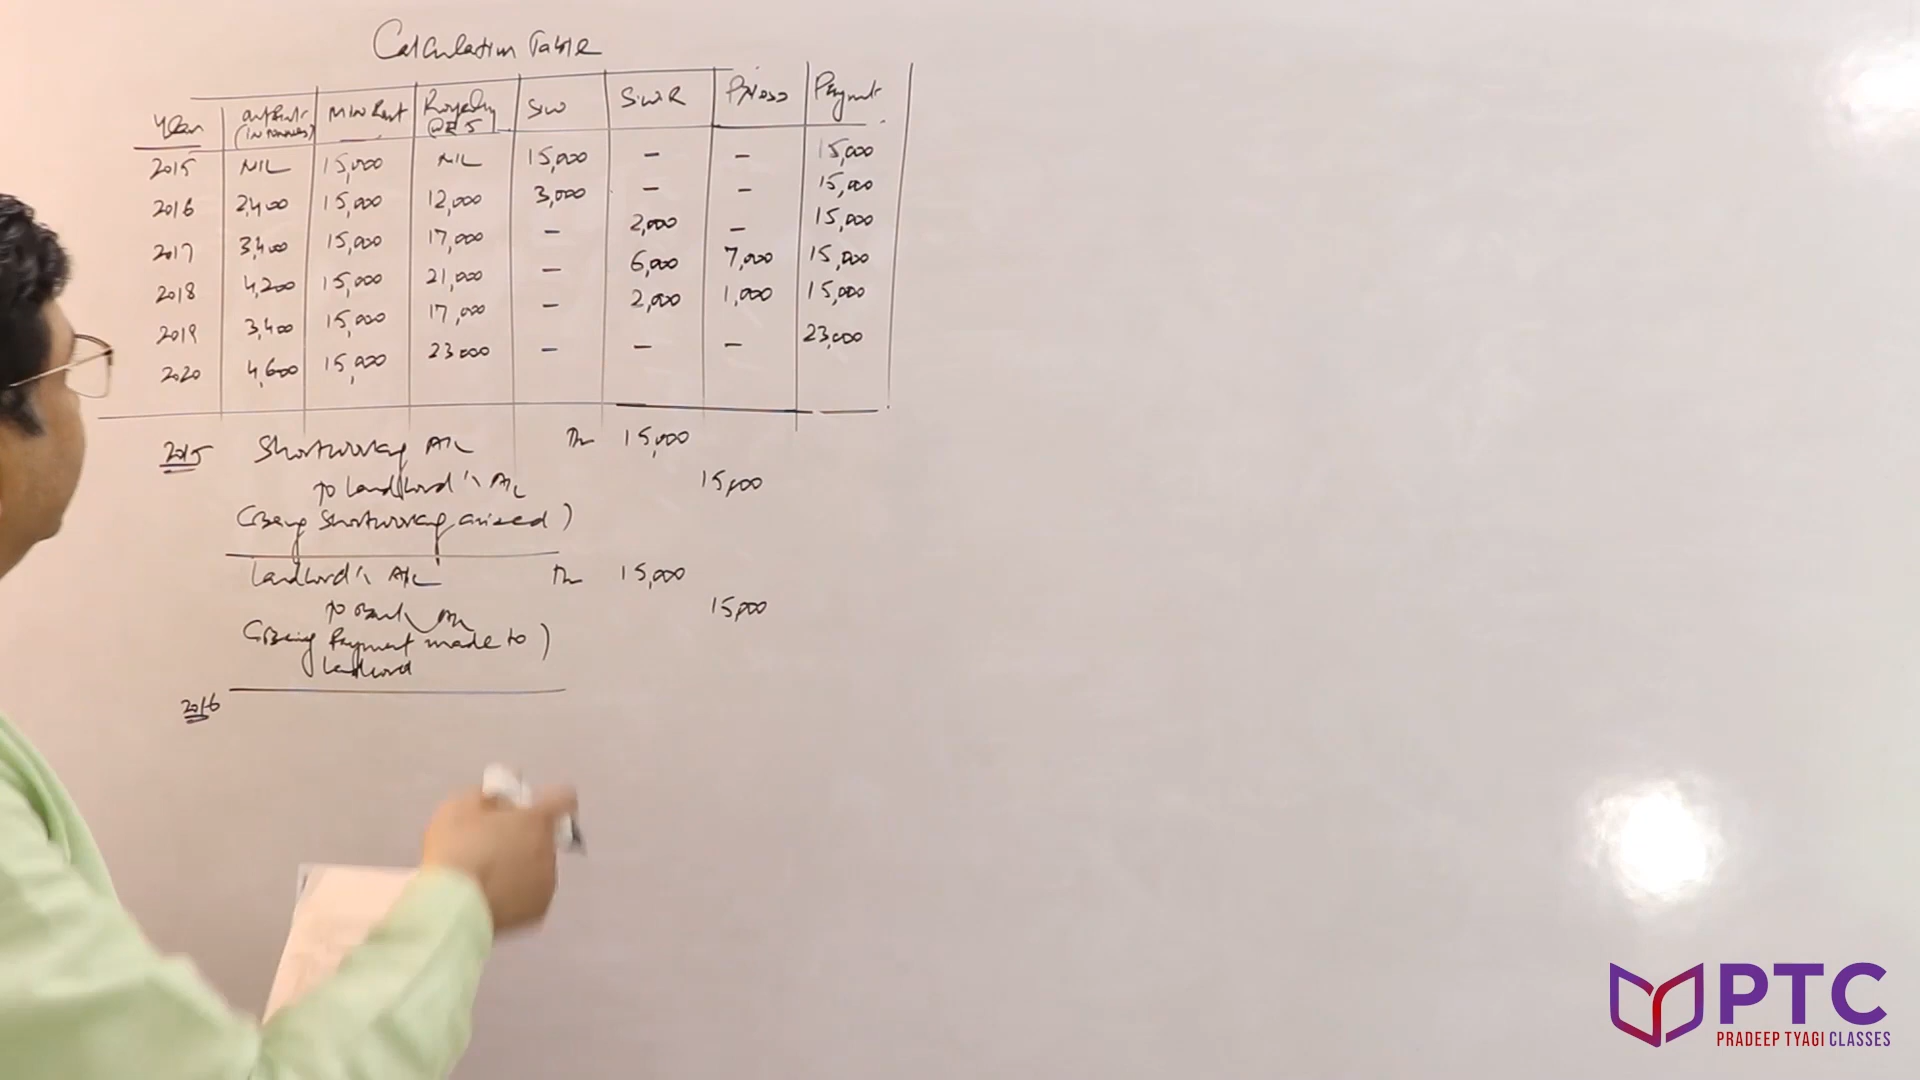 Calculation Table
Year Output (in tonnes) Min Rent Royalty @ ₹ 5 SW S.W.R P/L Payment
2015 NIL 15,000 NIL 15,000 — — 15,000
2016 2,400 15,000 12,000 3,000 — — 15,000
2017 3,400 15,000 17,000 — 2,000 — 15,000
2018 4,200 15,000 21,000 — 6,000 7,000 15,000
2019 3,400 15,000 17,000 — 2,000 1,000 15,000
2020 4,600 15,000 23000 — — — 23,000
2015 Shortworking A/c Dr 15,000
To Landlord's A/c 15,000
(Being Shortworking arised)
Landlord's A/c Dr 15,000
To Bank A/c 15,000
(Being Payment made to)
Landlord
2016
PTC
PRADEEP TYAGI CLASSES